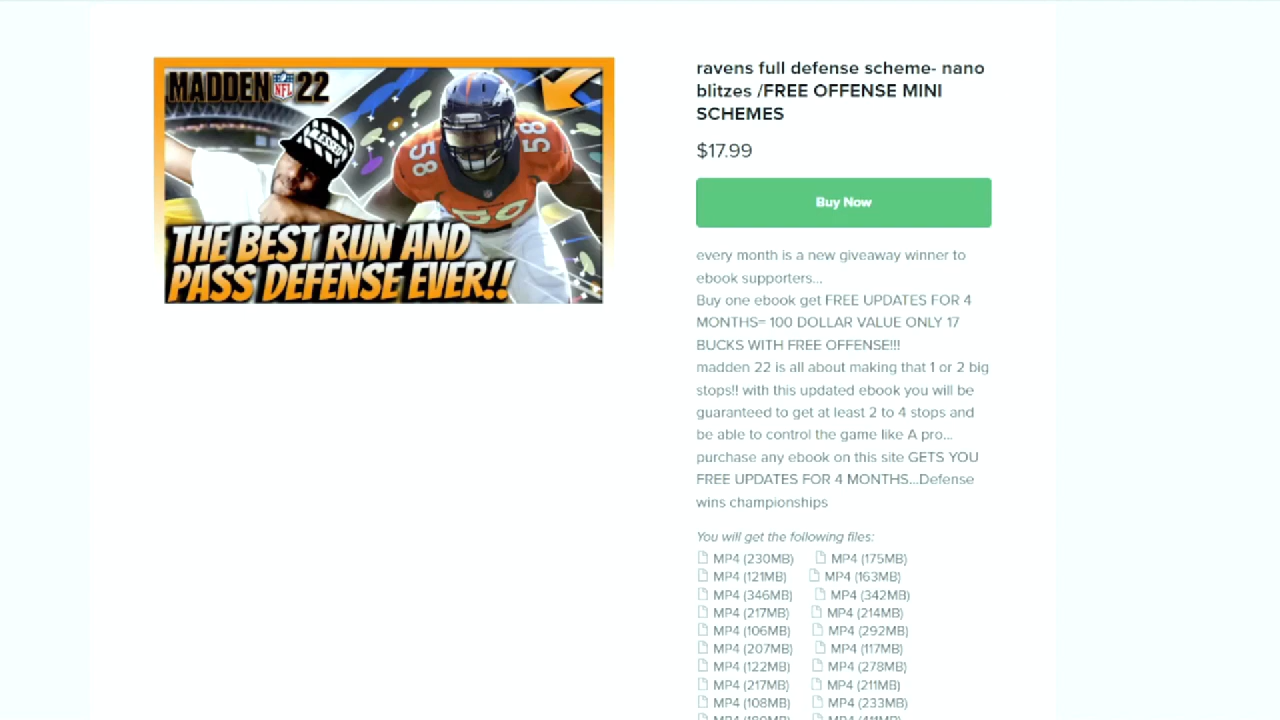 MADDEN NFL 22
BLESSED
58
58
58
THE BEST RUN AND
PASS DEFENSE EVER!!
ravens full defense scheme- nano
blitzes /FREE OFFENSE MINI
SCHEMES
$17.99
Buy Now
every month is a new giveaway winner to
ebook supporters...
Buy one ebook get FREE UPDATES FOR 4
MONTHS= 100 DOLLAR VALUE ONLY 17
BUCKS WITH FREE OFFENSE!!!
madden 22 is all about making that 1 or 2 big
stops!! with this updated ebook you will be
guaranteed to get at least 2 to 4 stops and
be able to control the game like A pro...
purchase any ebook on this site GETS YOU
FREE UPDATES FOR 4 MONTHS...Defense
wins championships
You will get the following files:
MP4 (230MB) MP4 (175MB)
MP4 (121MB) MP4 (163MB)
MP4 (346MB) MP4 (342MB)
MP4 (217MB) MP4 (214MB)
MP4 (106MB) MP4 (292MB)
MP4 (207MB) MP4 (117MB)
MP4 (122MB) MP4 (278MB)
MP4 (217MB) MP4 (211MB)
MP4 (108MB) MP4 (233MB)